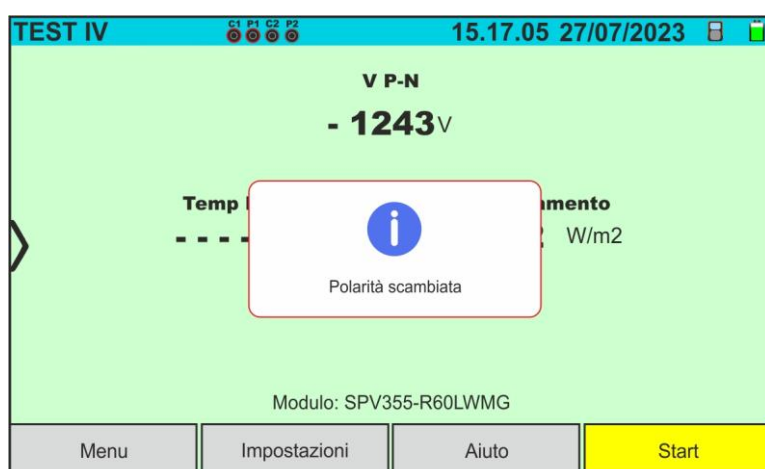 TEST IV C1 P1 C2 P2 15.17.05 27/07/2023
V P-N
- 1243V
Temp
- - - - W/m2
Polarità scambiata
Modulo: SPV355-R60LWMG
Menu Impostazioni Aiuto Start